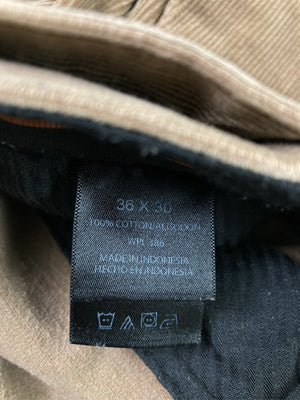 36 X 30
100% COTTON/ALGODON
WPL 386
MADE IN INDONESIA
HECHO EN INDONESIA